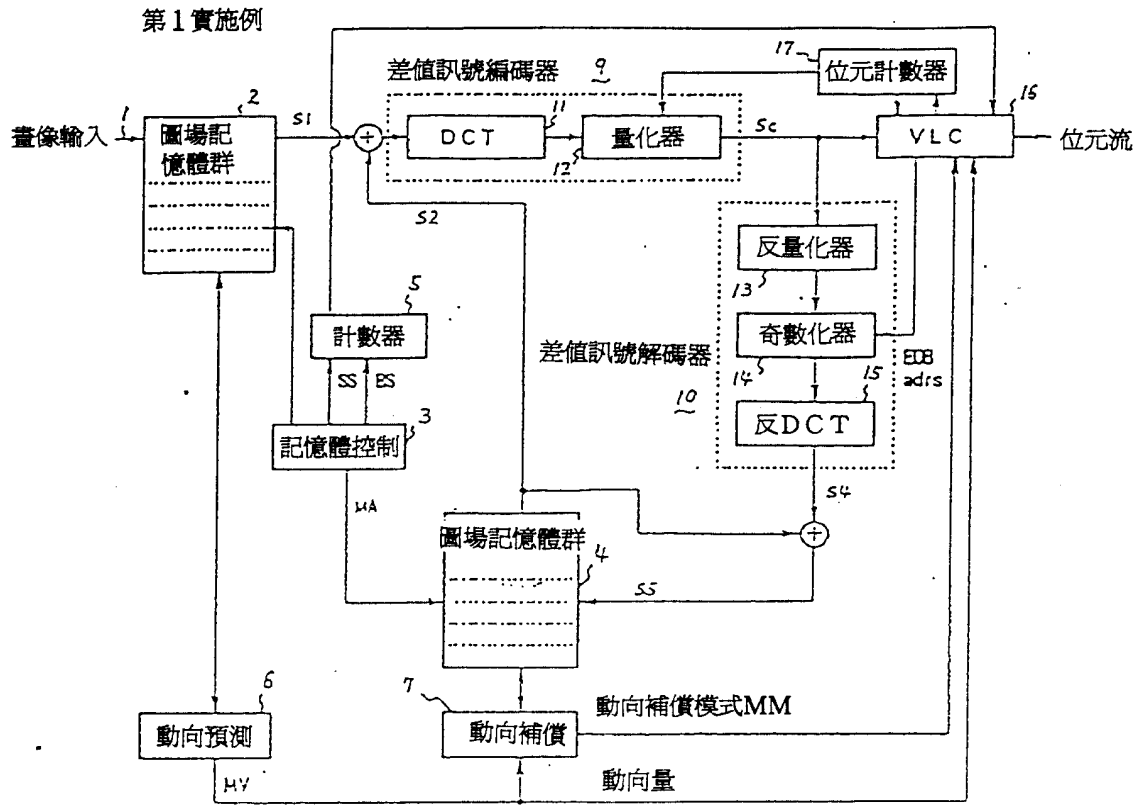 第1實施例
17
位元計數器
差值訊號編碼器 9
1
2
畫像輸入
圖場記
憶體群
S1
11
DCT
12
量化器
Sc
16
VLC
位元流
S2
反量化器
13
5
計數器
SS
BS
奇數化器
14
EOB
adrs
差值訊號解碼器
10
15
反DCT
3
記憶體控制
MA
S4
圖場記憶體群
4
S5
6
動向預測
7
動向補償
動向補償模式MM
MV
動向量